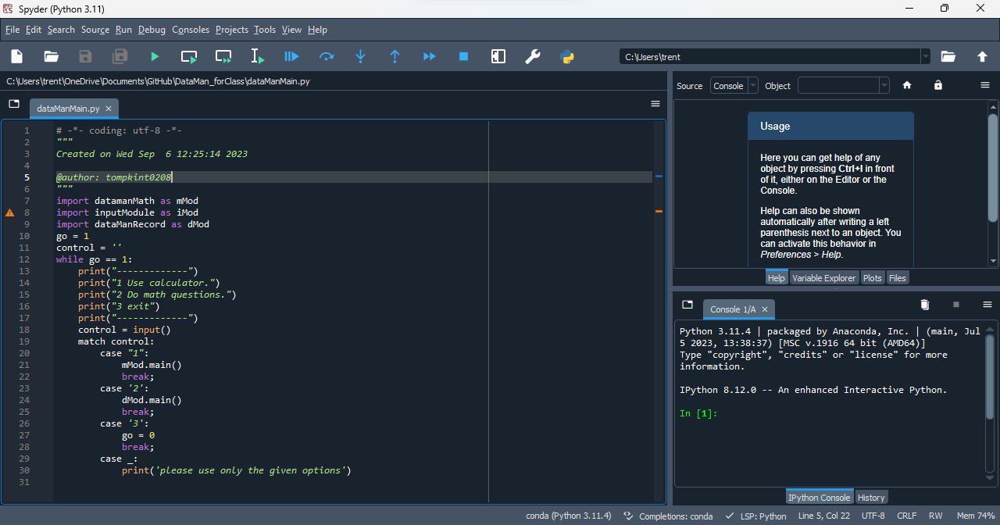 Spyder (Python 3.11)
File Edit Search Source Run Debug Consoles Projects Tools View Help
C:\Users\trent
C:\Users\trent\OneDrive\Documents\GitHub\DataMan_forClass\dataManMain.py
dataManMain.py
1 # -*- coding: utf-8 -*-
2 """
3 Created on Wed Sep  6 12:25:14 2023
4
5 @author: tompkint0208
6 """
7 import datamanMath as mMod
8 import inputModule as iMod
9 import dataManRecord as dMod
10 go = 1
11 control = ''
12 while go == 1:
13     print("-------------")
14     print("1 Use calculator.")
15     print("2 Do math questions.")
16     print("3 exit")
17     print("-------------")
18     control = input()
19     match control:
20         case "1":
21             mMod.main()
22             break;
23         case '2':
24             dMod.main()
25             break;
26         case '3':
27             go = 0
28             break;
29         case _:
30             print('please use only the given options')
31
Source Console Object
Usage
Here you can get help of any
object by pressing Ctrl+I in front
of it, either on the Editor or the
Console.
Help can also be shown
automatically after writing a left
parenthesis next to an object. You
can activate this behavior in
Preferences > Help.
Help Variable Explorer Plots Files
Console 1/A
Python 3.11.4 | packaged by Anaconda, Inc. | (main, Jul
5 2023, 13:38:37) [MSC v.1916 64 bit (AMD64)]
Type "copyright", "credits" or "license" for more
information.
IPython 8.12.0 -- An enhanced Interactive Python.
In [1]:
IPython Console History
conda (Python 3.11.4) Completions: conda LSP: Python Line 5, Col 22 UTF-8 CRLF RW Mem 74%